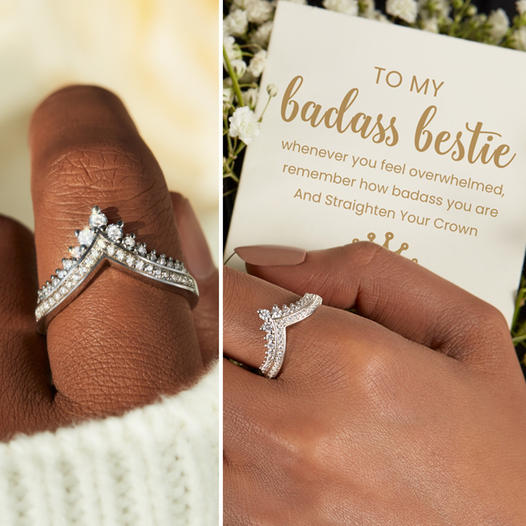 TO MY
badass bestie
whenever you feel overwhelmed,
remember how badass you are
And Straighten Your Crown